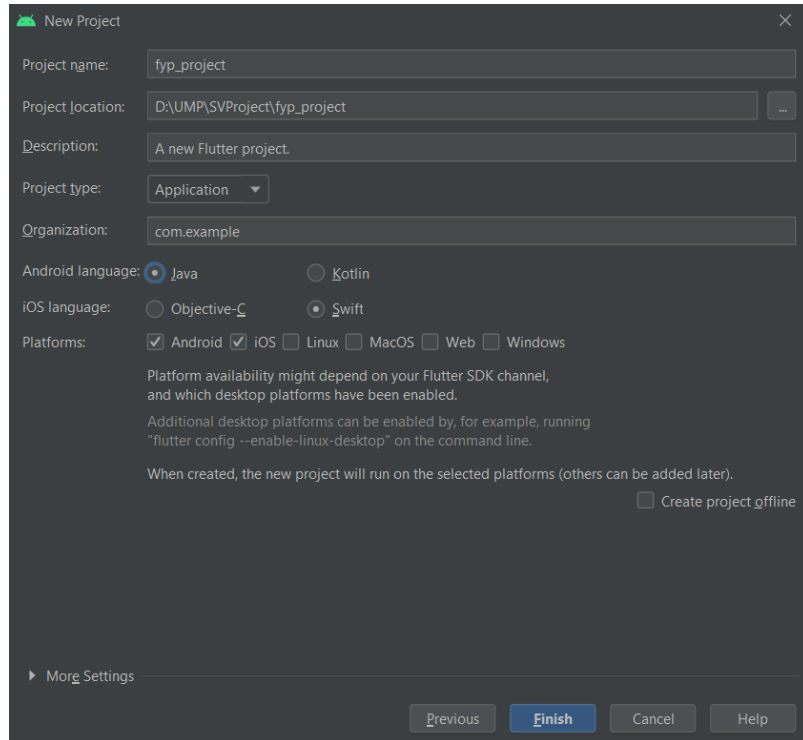 New Project
Project name: fyp_project
Project location: D:\UMP\SVProject\fyp_project ...
Description: A new Flutter project.
Project type: Application
Organization: com.example
Android language: Java Kotlin
iOS language: Objective-C Swift
Platforms: Android iOS Linux MacOS Web Windows
Platform availability might depend on your Flutter SDK channel,
and which desktop platforms have been enabled.
Additional desktop platforms can be enabled by, for example, running
"flutter config --enable-linux-desktop" on the command line.
When created, the new project will run on the selected platforms (others can be added later).
Create project offline
More Settings
Previous Finish Cancel Help